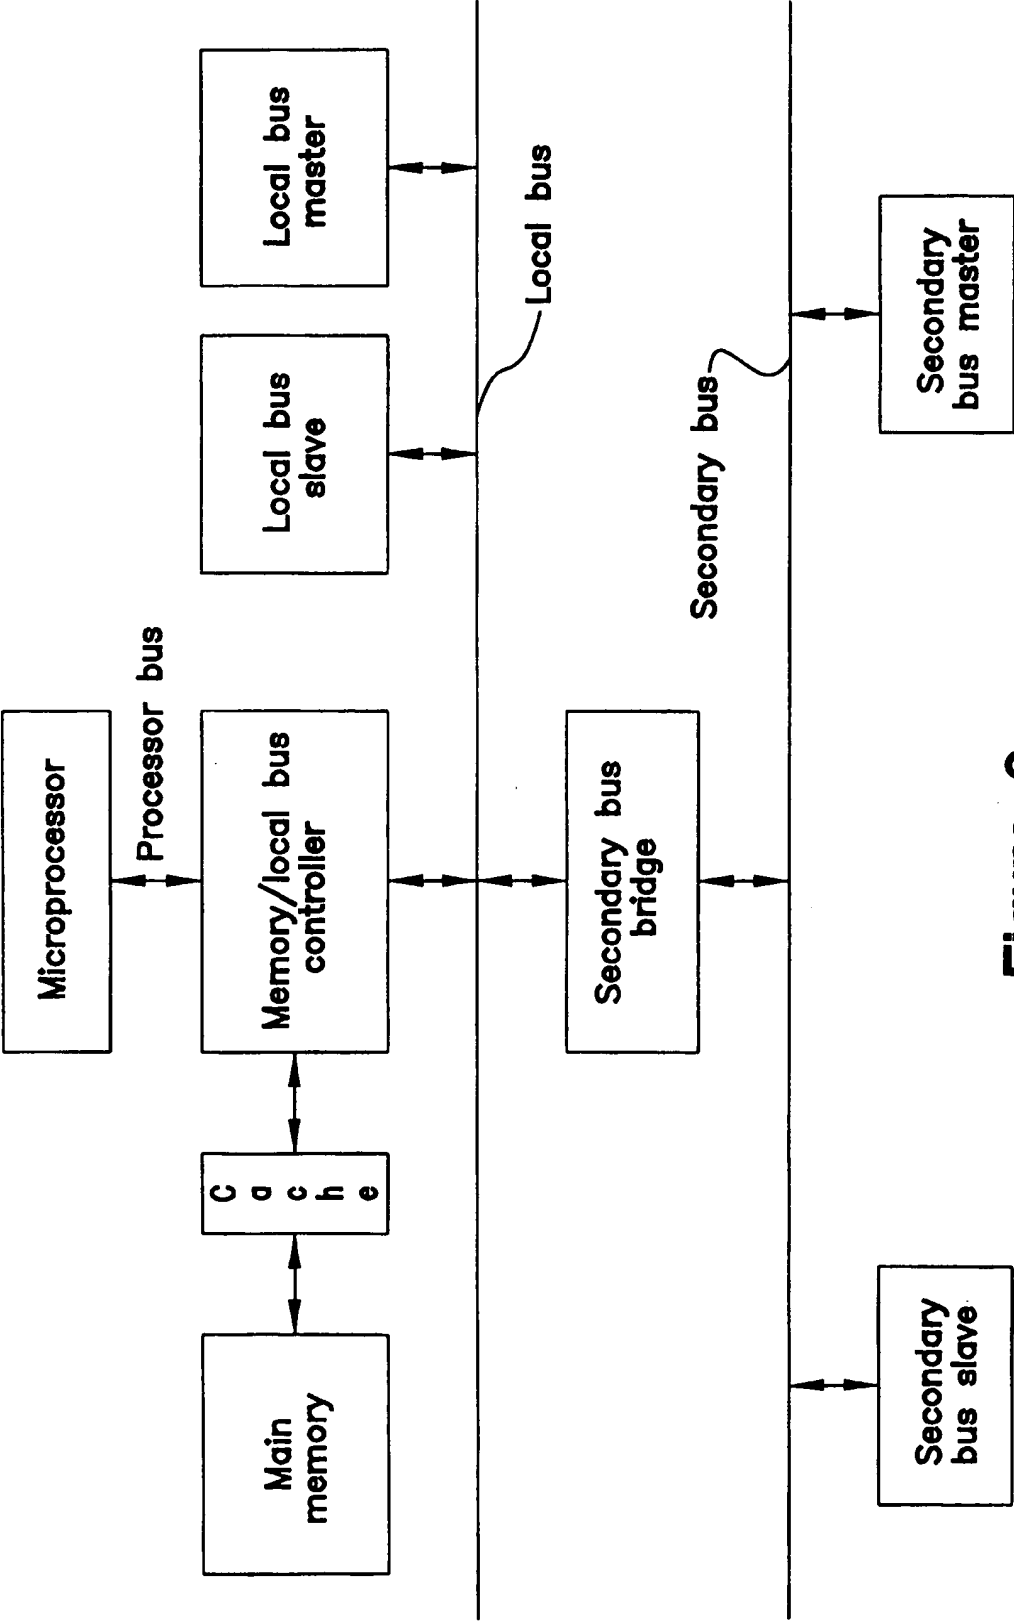 Microprocessor
Processor bus
Main
memory
C
a
c
h
e
Memory/local bus
controller
Local bus
slave
Local bus
master
Local bus
Secondary bus
bridge
Secondary bus
Secondary
bus slave
Secondary
bus master
Figure